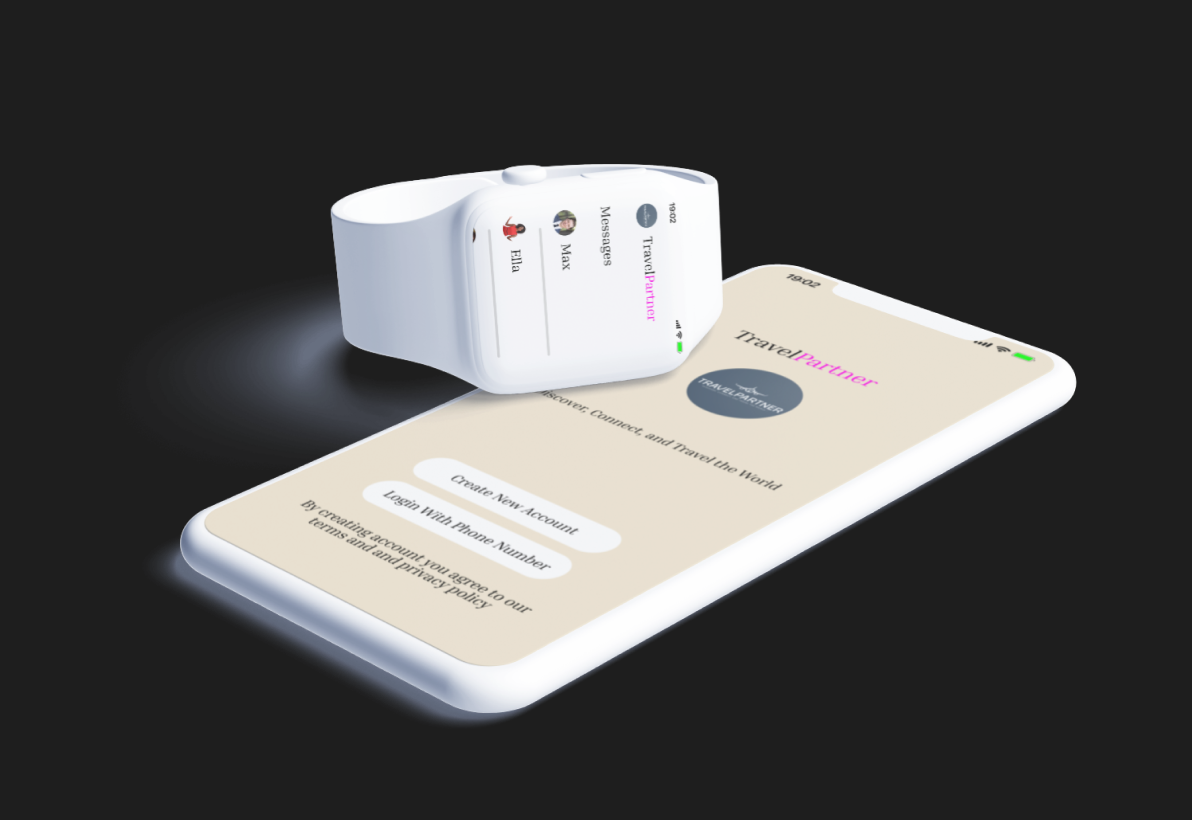 19:02
TravelPartner
Messages
Max
Ella
19:02
TravelPartner
TRAVELPARTNER
Discover, Connect, and Travel the World
Create New Account
Login With Phone Number
By creating account you agree to our
terms and and privacy policy